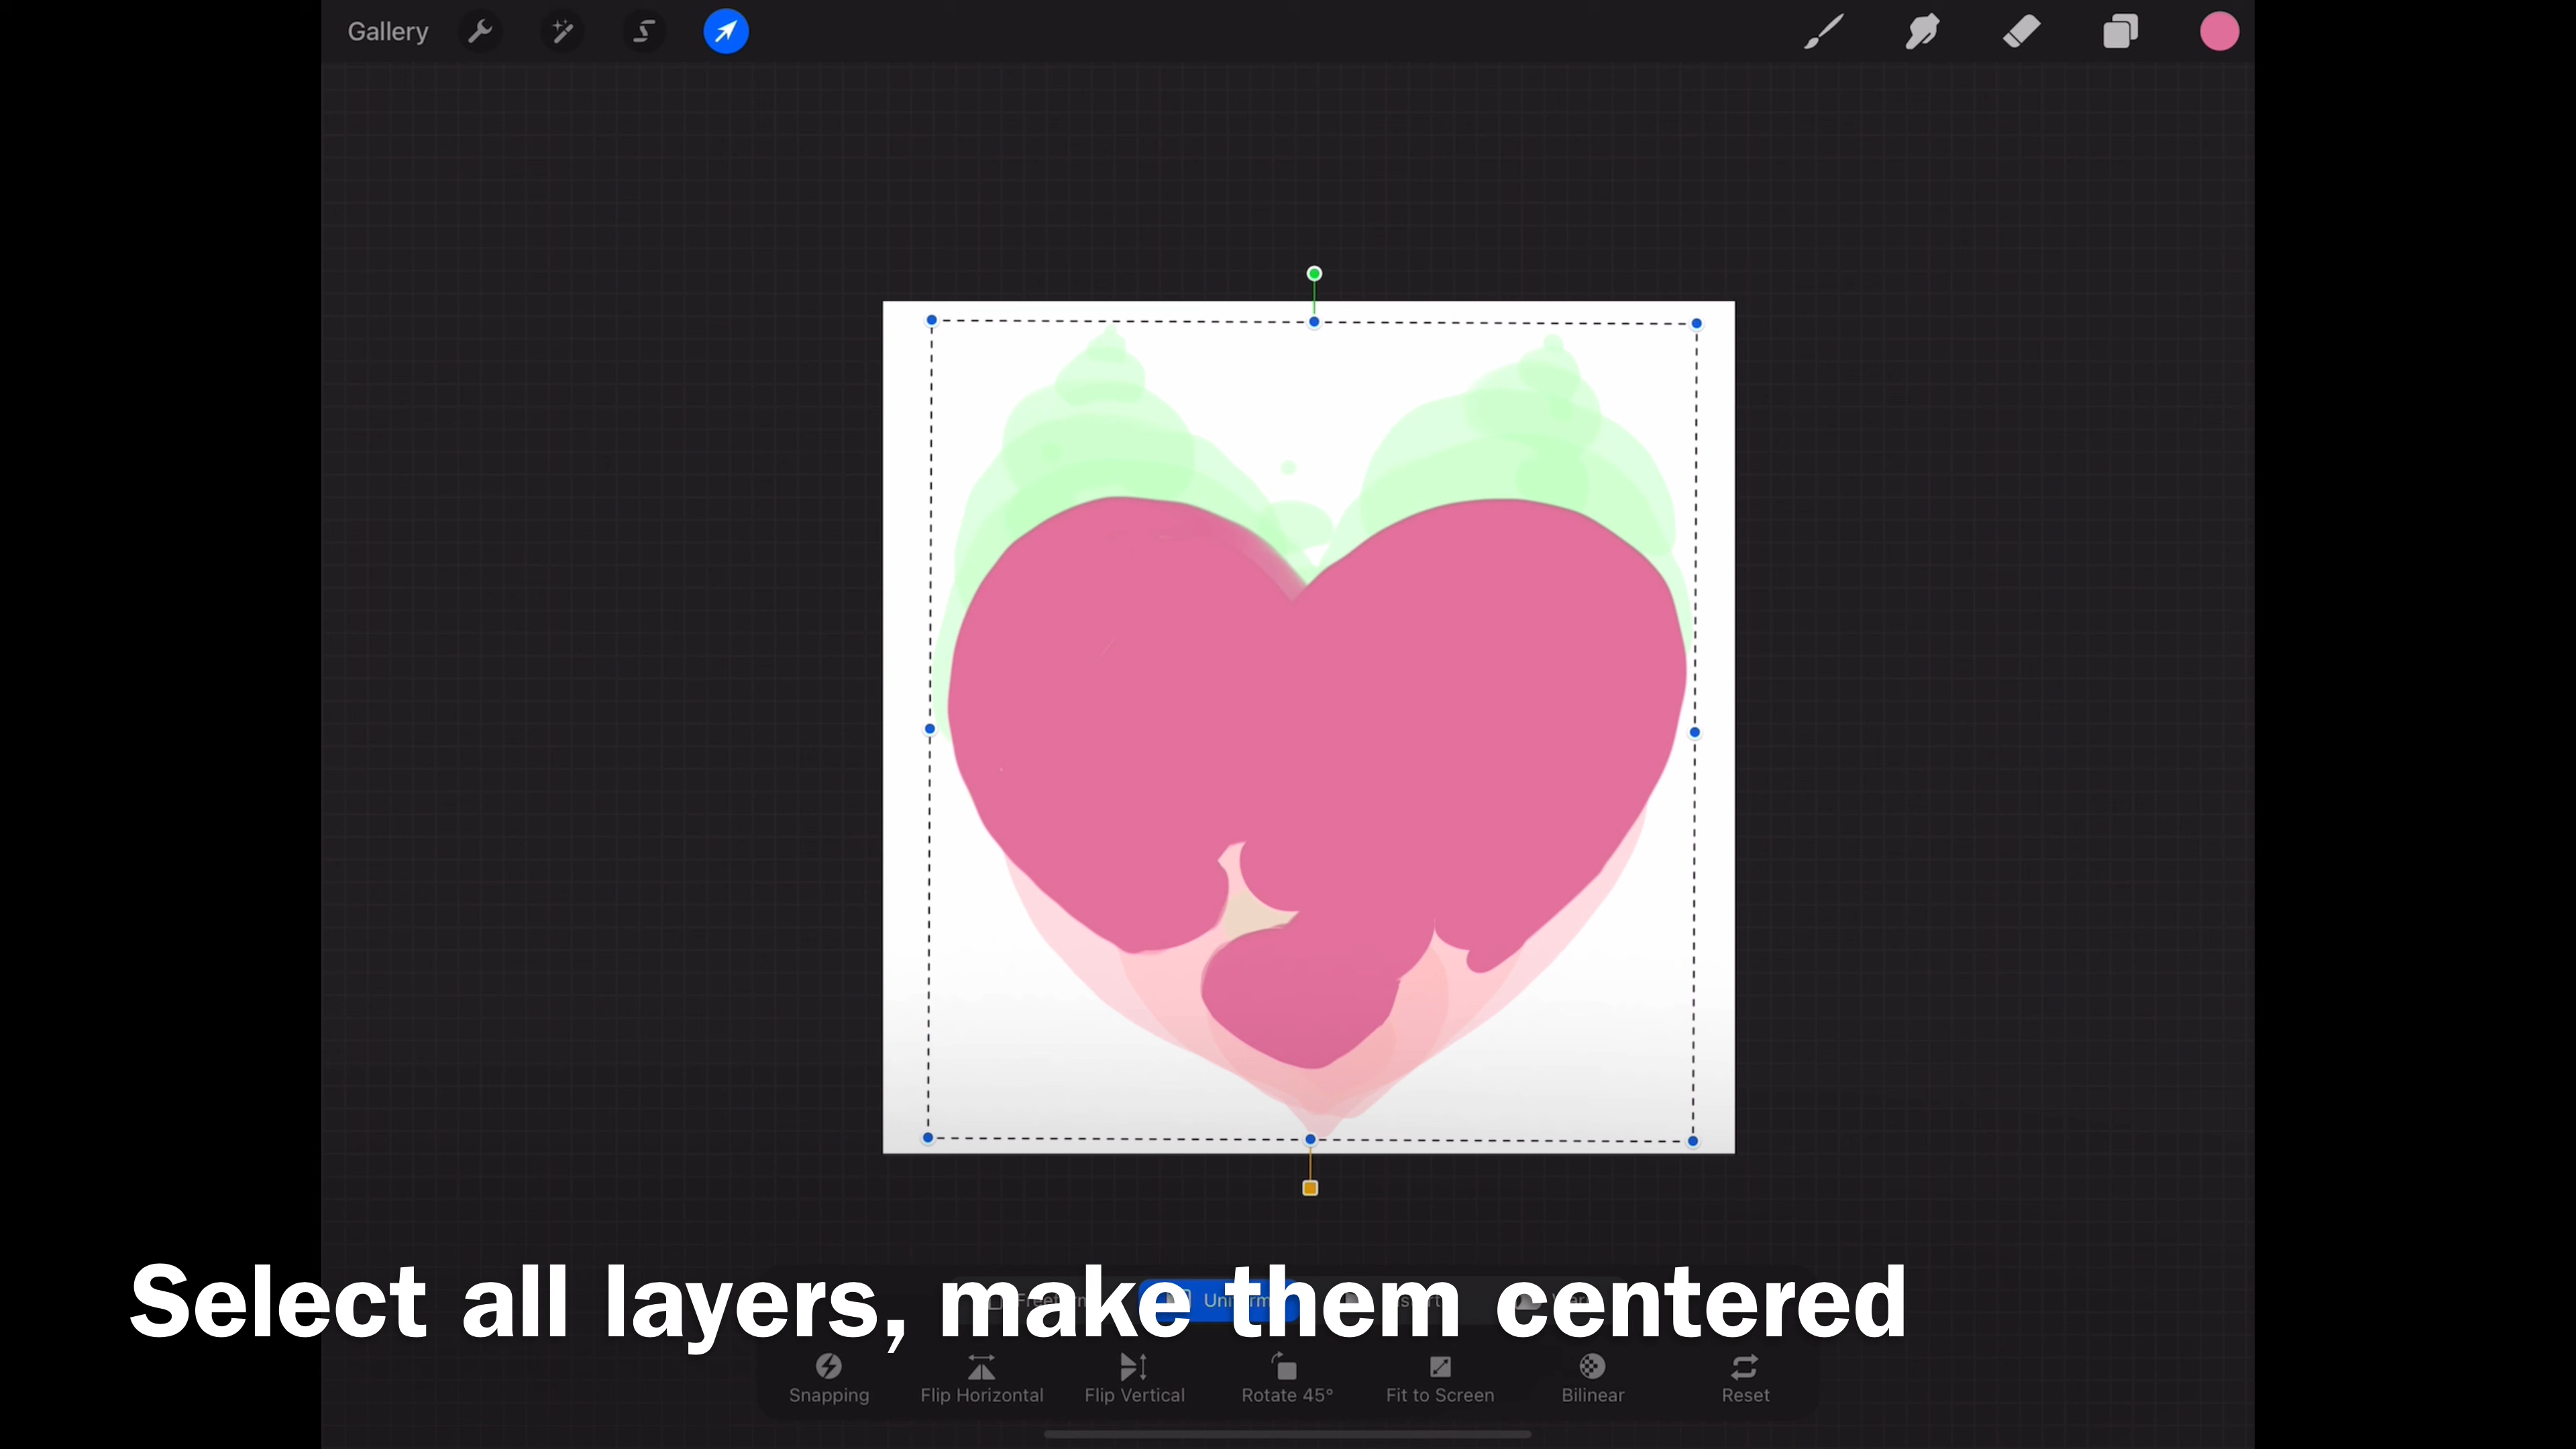 Gallery
Select all layers, make them centered
Uniform
Snapping
Flip Horizontal
Flip Vertical
Rotate 45°
Fit to Screen
Bilinear
Reset